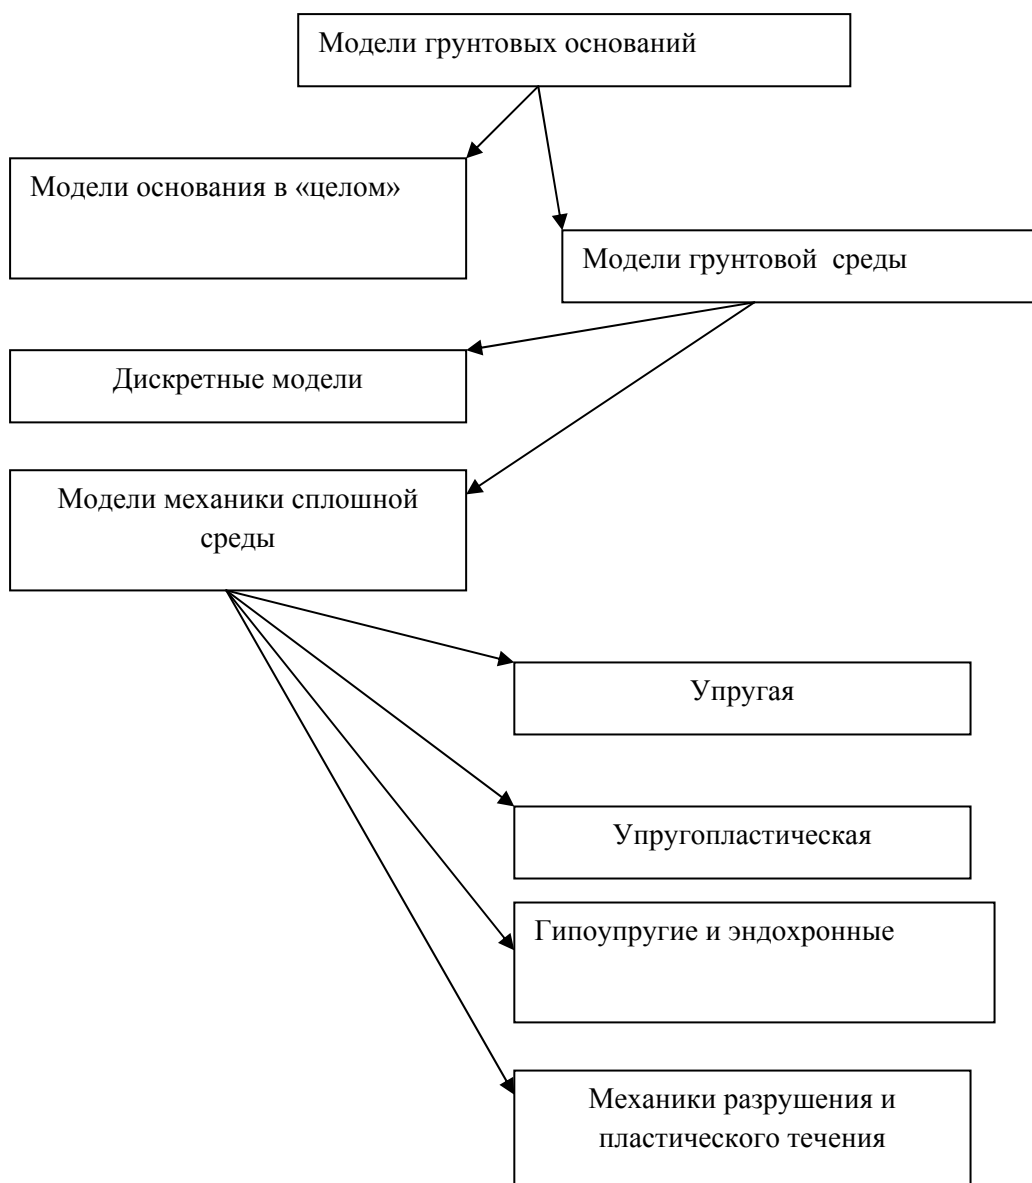 Модели грунтовых оснований
Модели основания в «целом»
Модели грунтовой  среды
Дискретные модели
Модели механики сплошной
среды
Упругая
Упругопластическая
Гипоупругие и эндохронные
Механики разрушения и
пластического течения